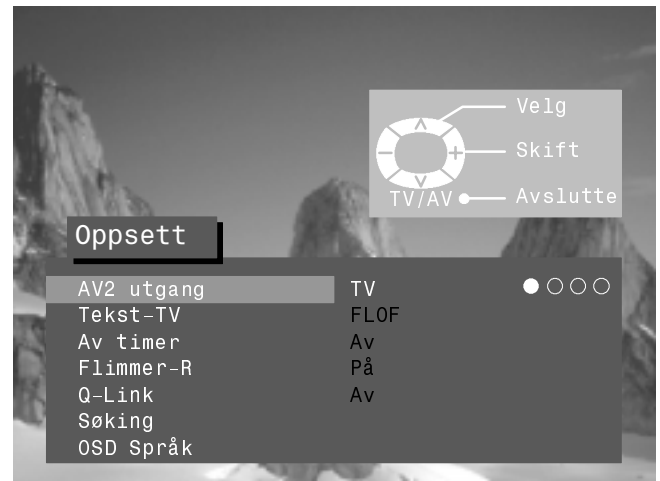 Velg
Skift
TV/AV Avslutte
Oppsett
AV2 utgang TV
Tekst-TV FLOF
Av timer Av
Flimmer-R På
Q-Link Av
Søking
OSD Språk